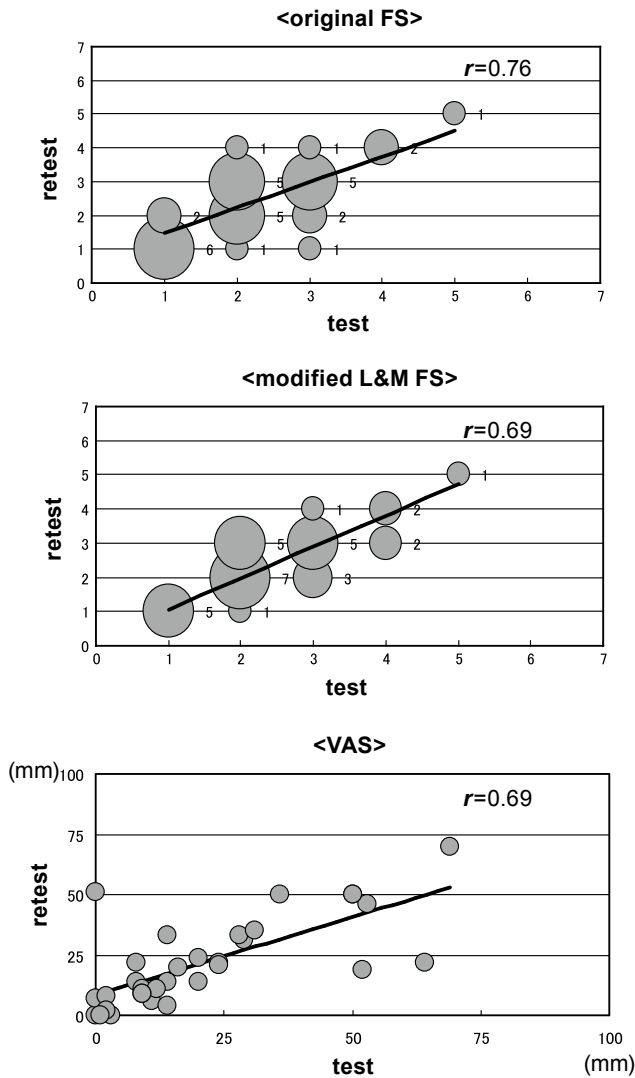 <original FS>
r=0.76
7
6
5 1
4 1 1 2
3 5 5
2 2 5 2
1 6 1 1
0
0 1 2 3 4 5 6 7
retest
test
<modified L&M FS>
r=0.69
7
6
5 1
4 1 2
3 5 5 2
2 7 3
1 5 1
0
0 1 2 3 4 5 6 7
retest
test
<VAS>
(mm) 100
r=0.69
75
50
25
0
0 25 50 75 100
retest
test
(mm)